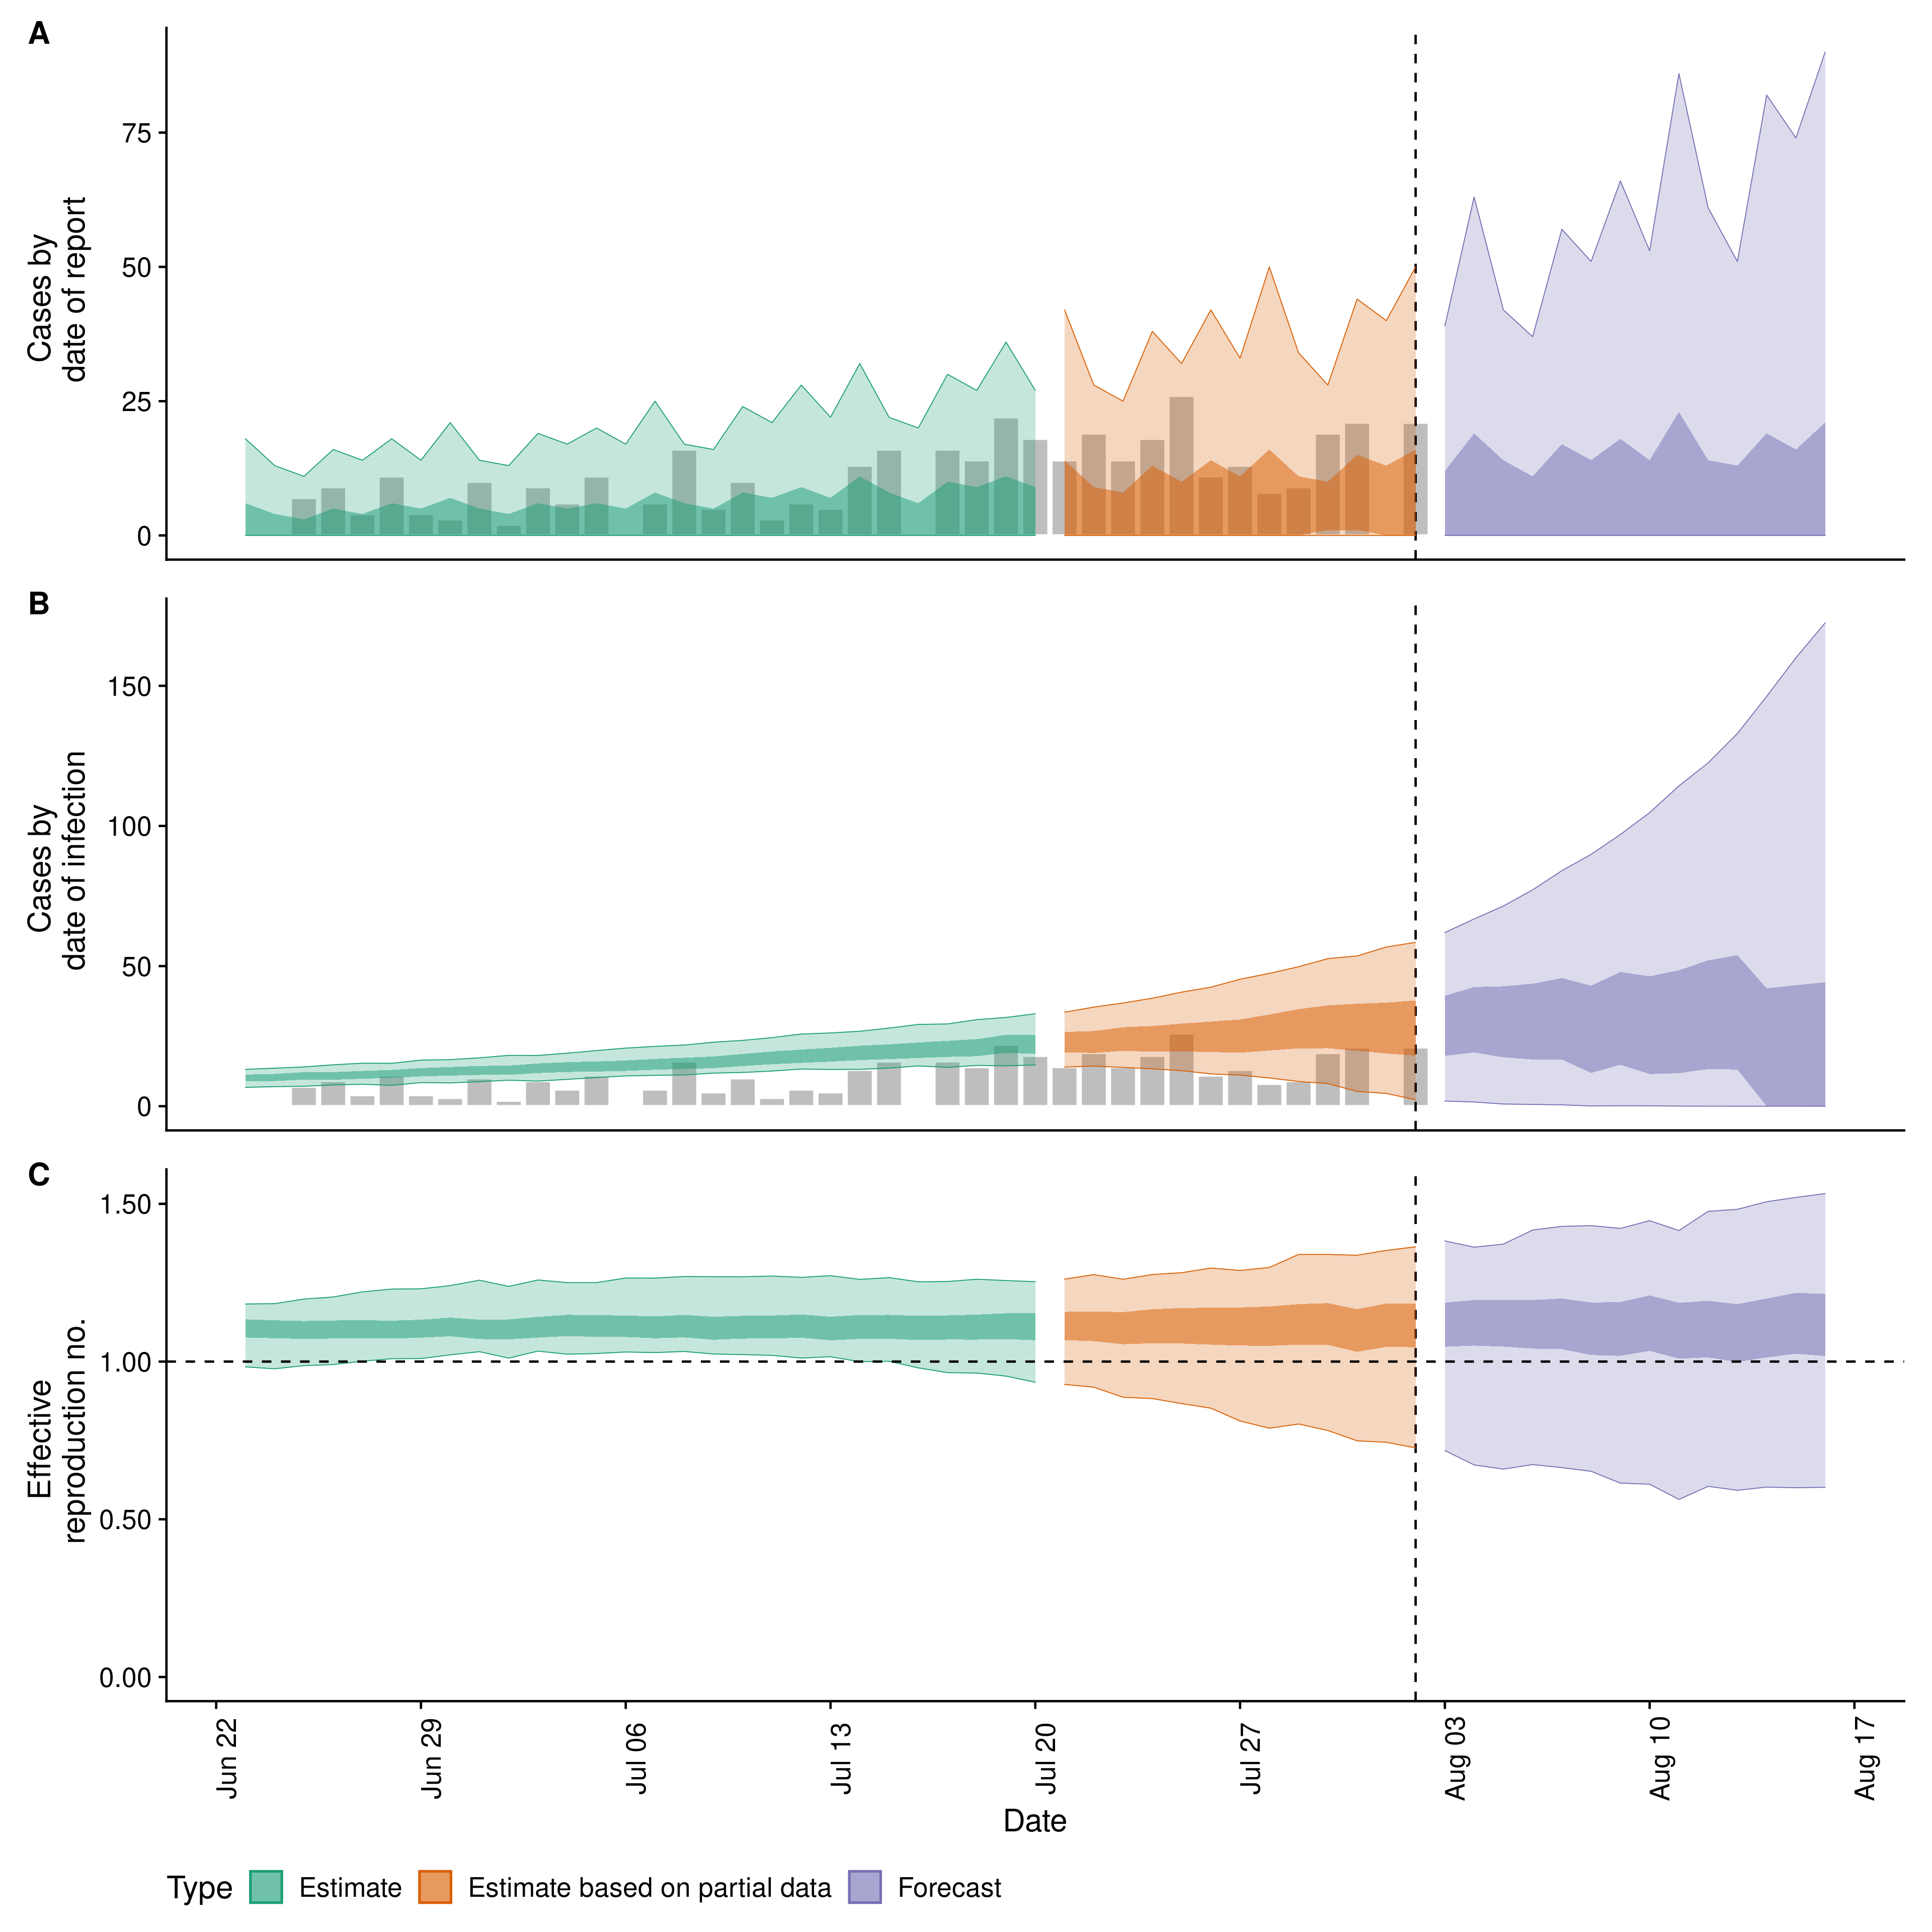 A
Cases by
date of report
75
50
25
0
B
Cases by
date of infection
150
100
50
0
C
Effective
reproduction no.
1.50
1.00
0.50
0.00
Jun 22
Jun 29
Jul 06
Jul 13
Jul 20
Jul 27
Aug 03
Aug 10
Aug 17
Date
Type Estimate Estimate based on partial data Forecast